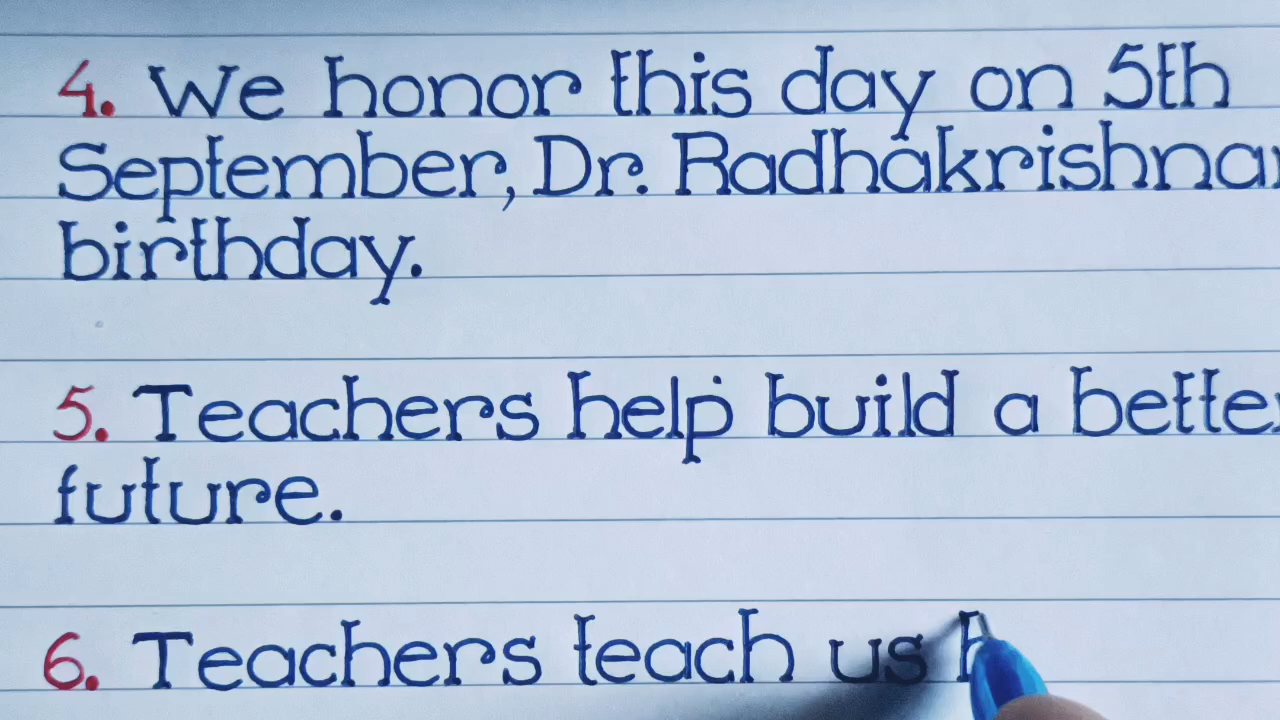 4. We honor this day on 5th
September, Dr. Radhakrishnan
birthday.
5. Teachers help build a better
future.
6. Teachers teach us h